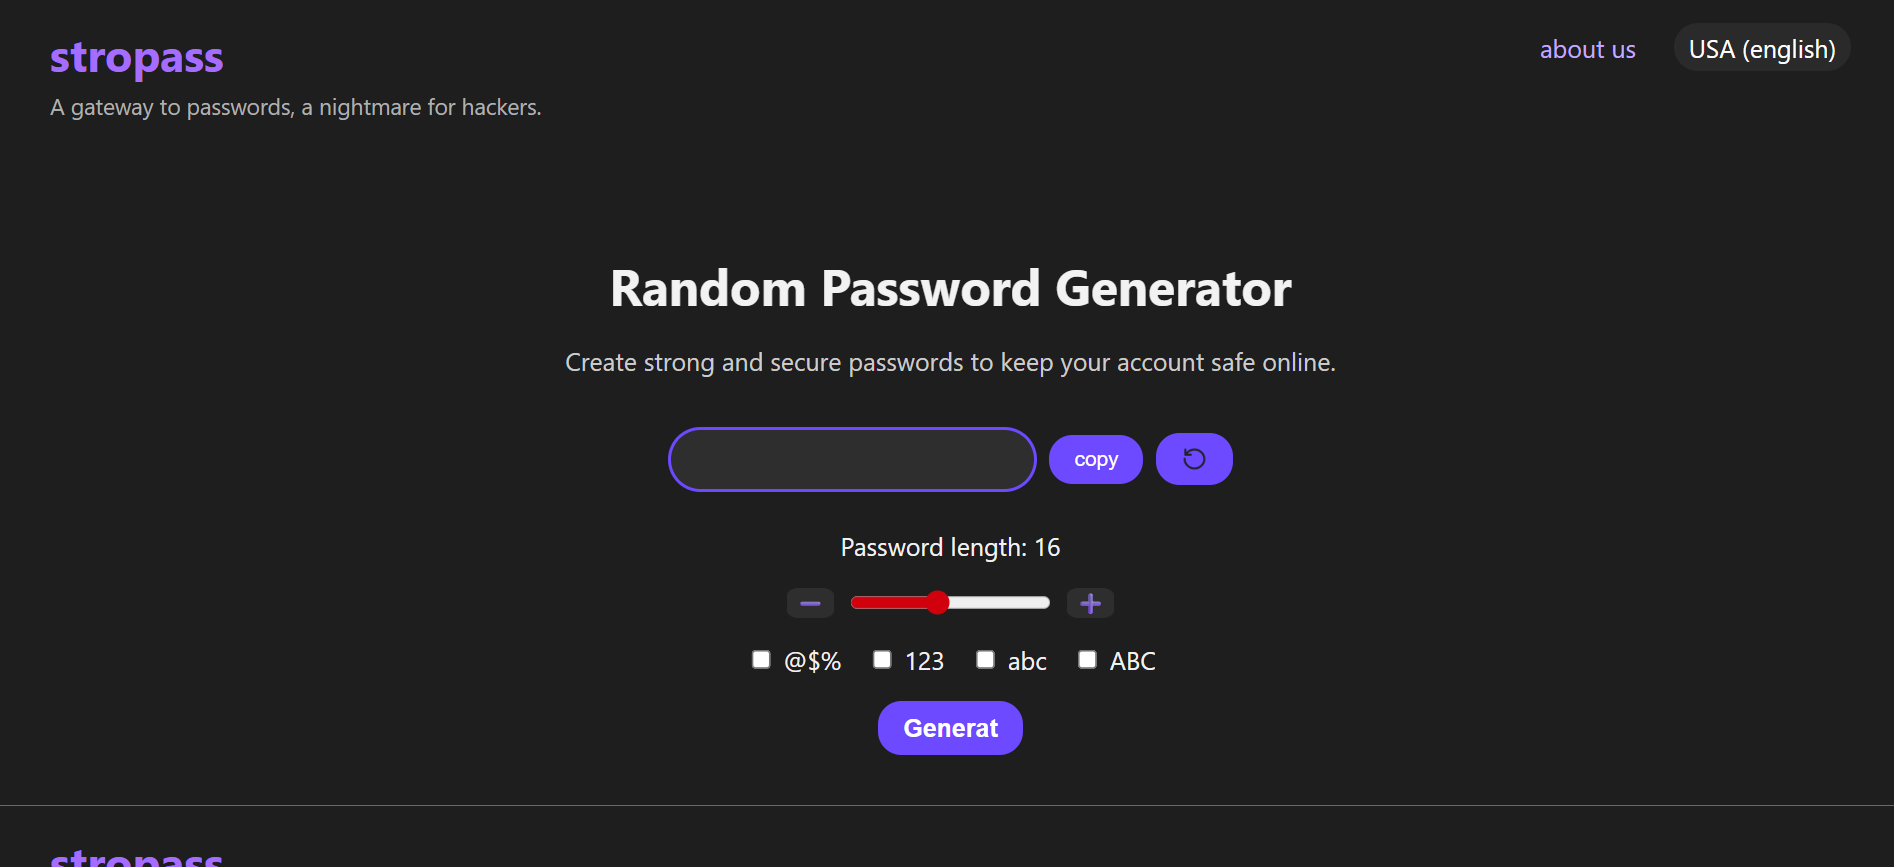 stropass
about us
USA (english)
A gateway to passwords, a nightmare for hackers.
Random Password Generator
Create strong and secure passwords to keep your account safe online.
copy
Password length: 16
@$% 123 abc ABC
Generat
stropass